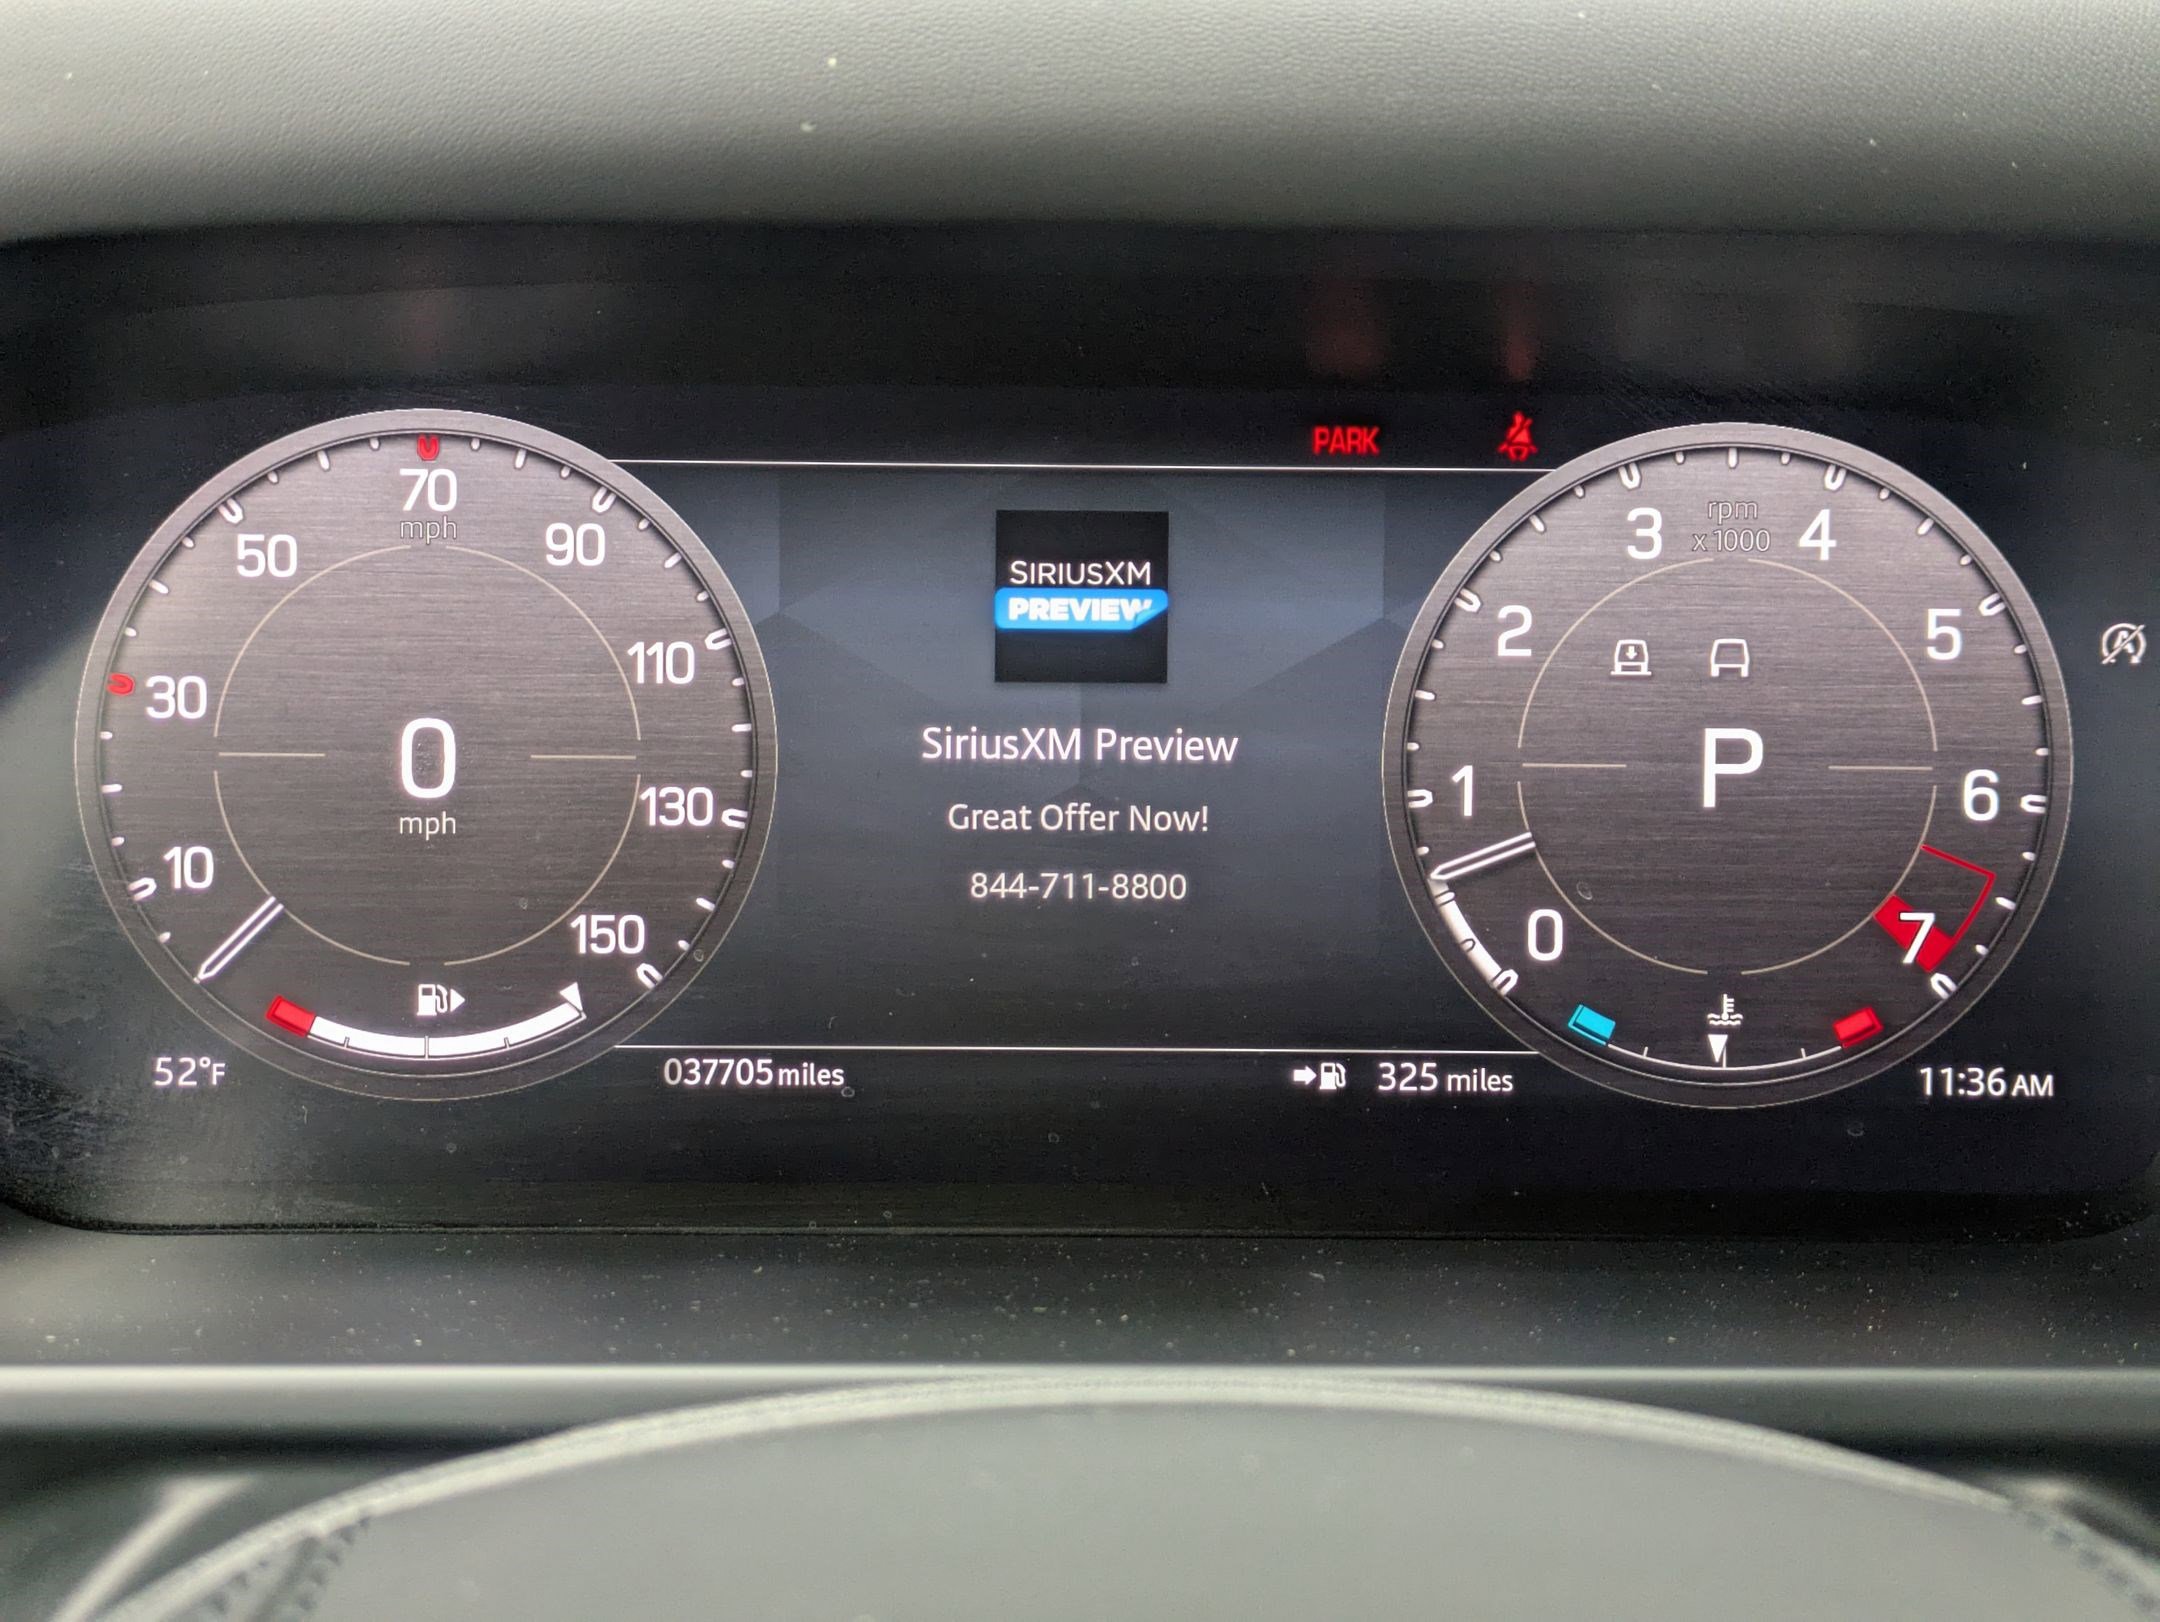 PARK
10
30
50
70
mph
90
110
130
150
0
mph
SIRIUSXM
PREVIEW
SiriusXM Preview
Great Offer Now!
844-711-8800
0
1
2
3
rpm
x 1000
4
5
6
7
A
P
52°F
037705 miles
325 miles
11:36 AM